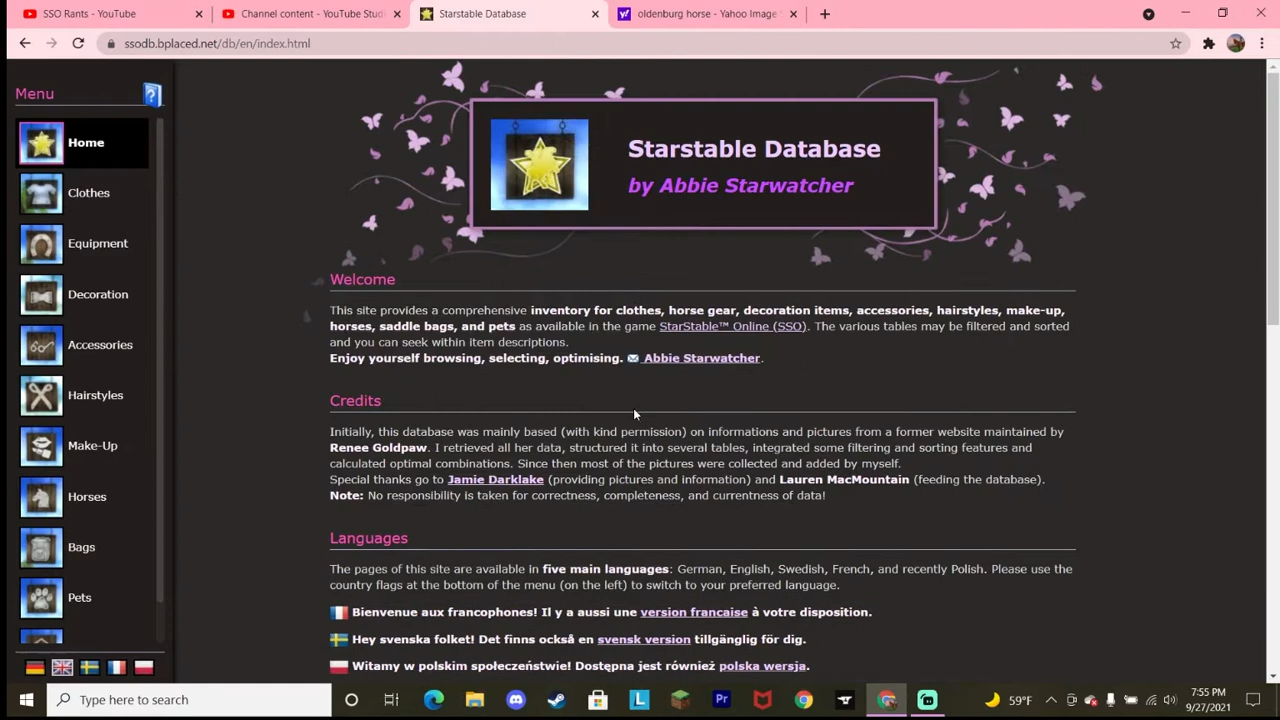 SSO Rants - YouTube
Channel content - YouTube Studi
Starstable Database
oldenburg horse - Yahoo Image
ssodb.bplaced.net/db/en/index.html
Menu
Home
Clothes
Equipment
Decoration
Accessories
Hairstyles
Make-Up
Horses
Bags
Pets
Starstable Database
by Abbie Starwatcher
Welcome
This site provides a comprehensive inventory for clothes, horse gear, decoration items, accessories, hairstyles, make-up,
horses, saddle bags, and pets as available in the game StarStable™ Online (SSO). The various tables may be filtered and sorted
and you can seek within item descriptions.
Enjoy yourself browsing, selecting, optimising. Abbie Starwatcher.
Credits
Initially, this database was mainly based (with kind permission) on informations and pictures from a former website maintained by
Renee Goldpaw. I retrieved all her data, structured it into several tables, integrated some filtering and sorting features and
calculated optimal combinations. Since then most of the pictures were collected and added by myself.
Special thanks go to Jamie Darklake (providing pictures and information) and Lauren MacMountain (feeding the database).
Note: No responsibility is taken for correctness, completeness, and currentness of data!
Languages
The pages of this site are available in five main languages: German, English, Swedish, French, and recently Polish. Please use the
country flags at the bottom of the menu (on the left) to switch to your preferred language.
Bienvenue aux francophones! Il y a aussi une version francaise à votre disposition.
Hey svenska folket! Det finns också en svensk version tillgänglig för dig.
Witamy w polskim społeczeństwie! Dostępna jest również polska wersja.
Type here to search
L
Pr
59°F
7:55 PM
9/27/2021